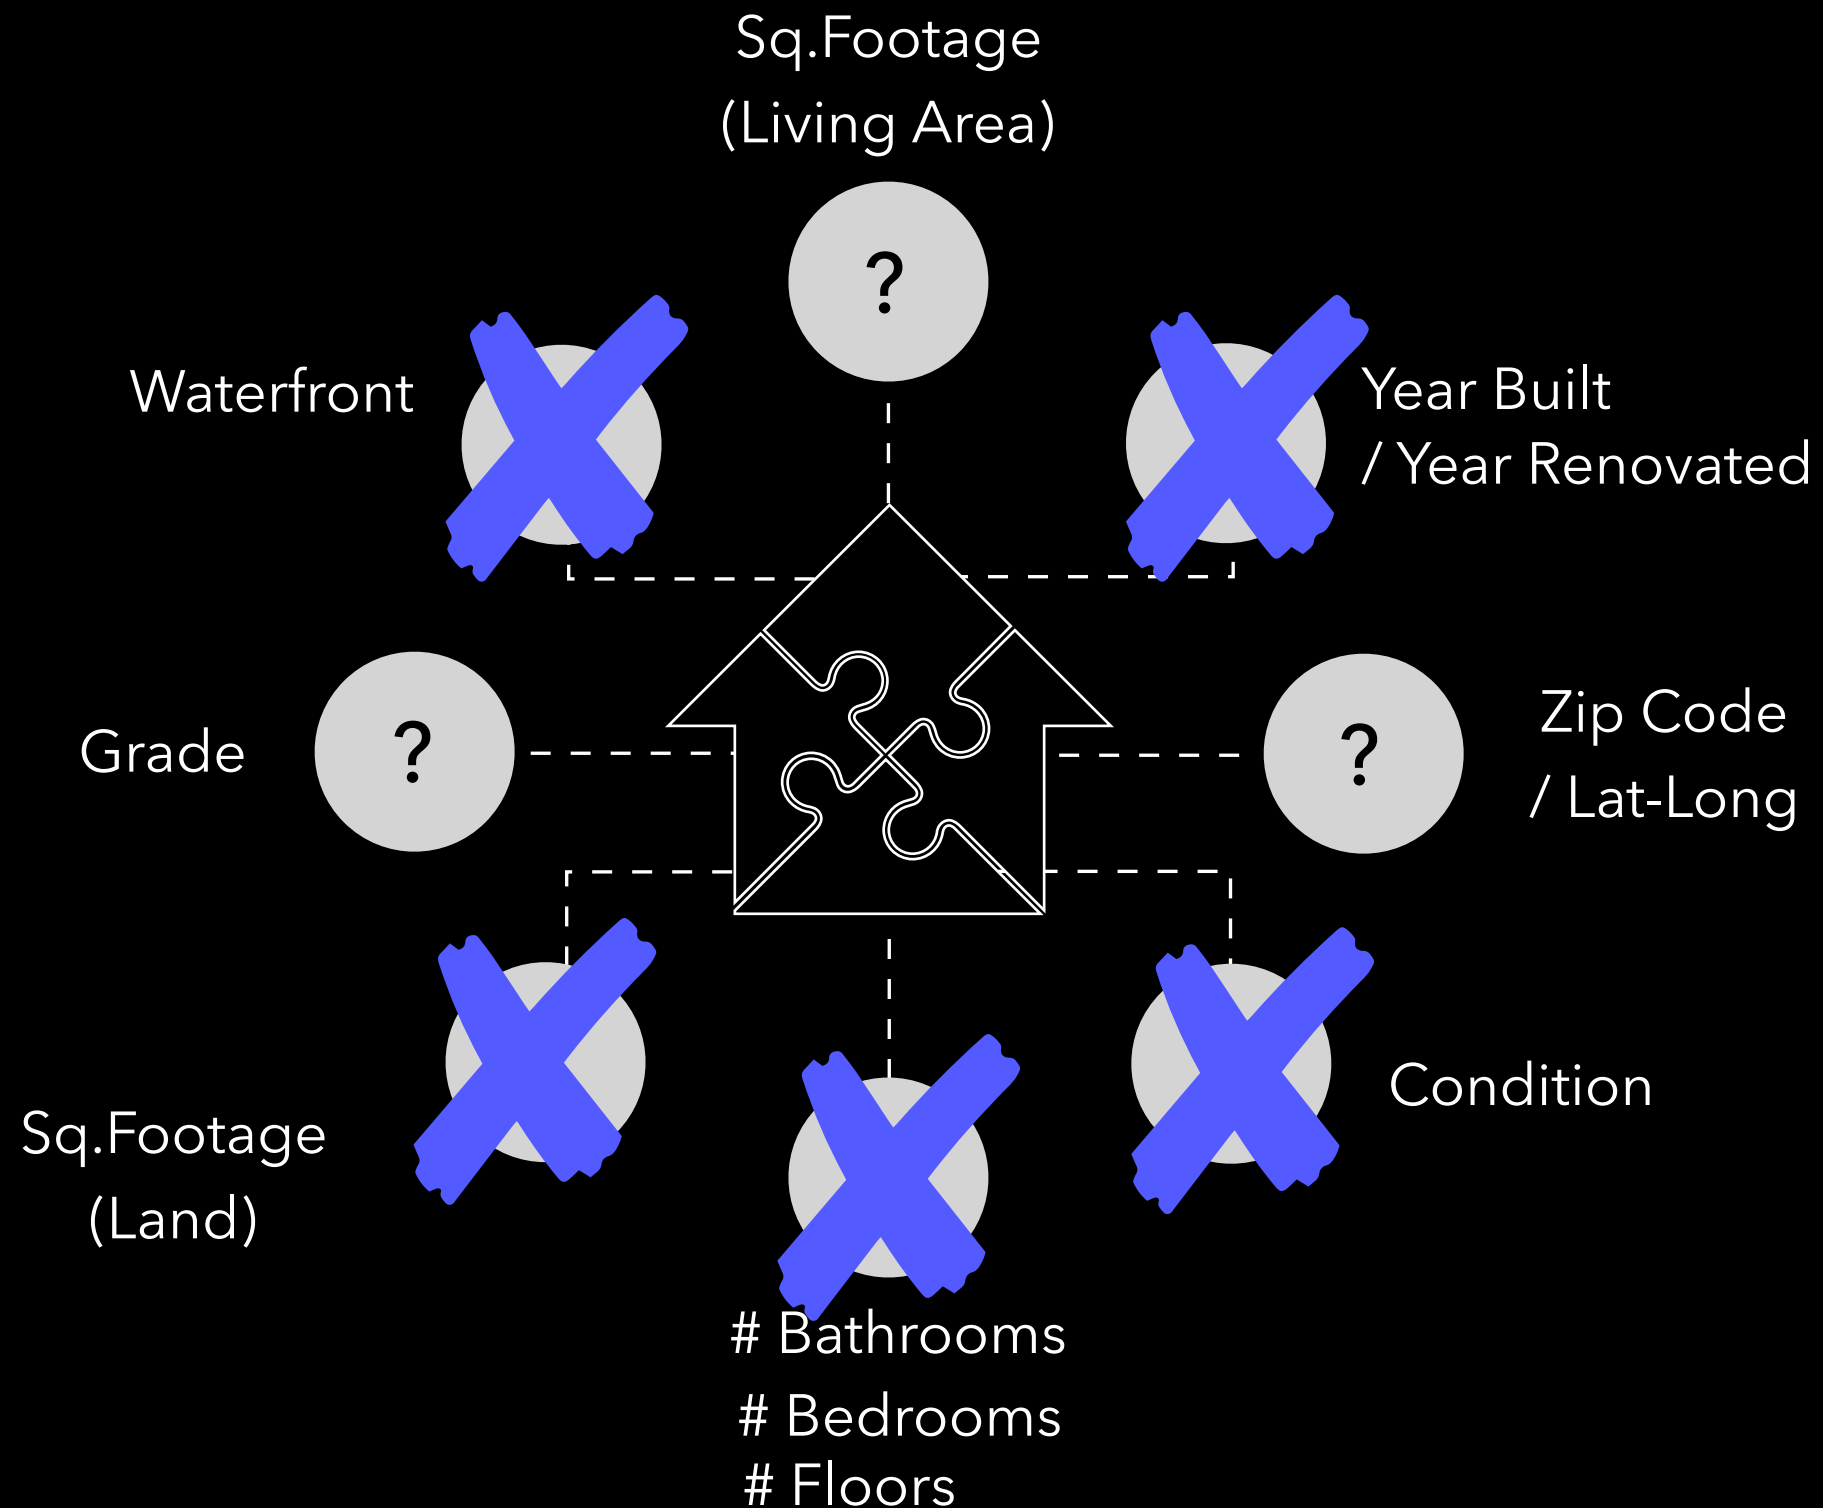 Sq.Footage
(Living Area)
?
Waterfront
Year Built
/ Year Renovated
Grade
?
?
Zip Code
/ Lat-Long
Condition
Sq.Footage
(Land)
# Bathrooms
# Bedrooms
# Floors